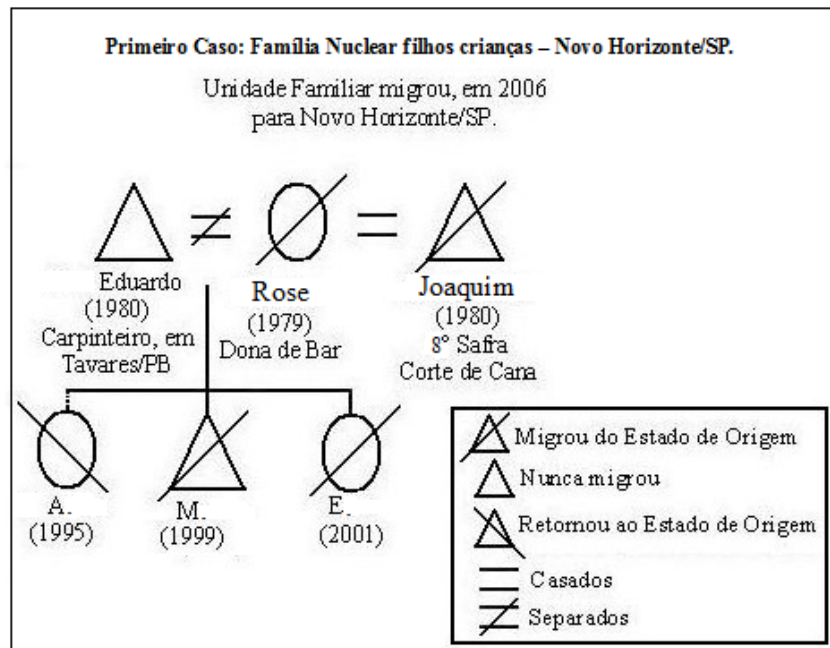 Primeiro Caso: Família Nuclear filhos crianças – Novo Horizonte/SP.
Unidade Familiar migrou, em 2006
para Novo Horizonte/SP.
Eduardo
(1980)
Carpinteiro, em
Tavares/PB
Rose
(1979)
Dona de Bar
Joaquim
(1980)
8º Safra
Corte de Cana
A.
(1995)
M.
(1999)
E.
(2001)
Migrou do Estado de Origem
Nunca migrou
Retornou ao Estado de Origem
Casados
Separados